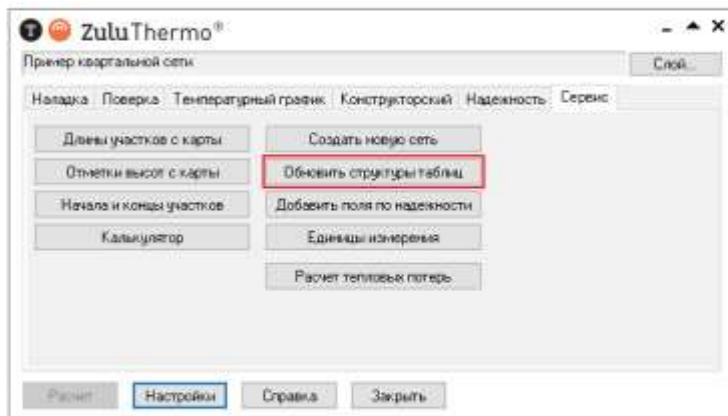 ZuluThermo®
Пример квартальной сети
Слой...
Наладка Поверка Температурный график Конструкторский Надежность Сервис
Длины участков с карты Создать новую сеть
Отметки высот с карты Обновить структуры таблиц
Начала и концы участков Добавить поля по надежности
Калькулятор Единицы измерения
Расчет тепловых потерь
Расчет Настройки Справка Закрыть